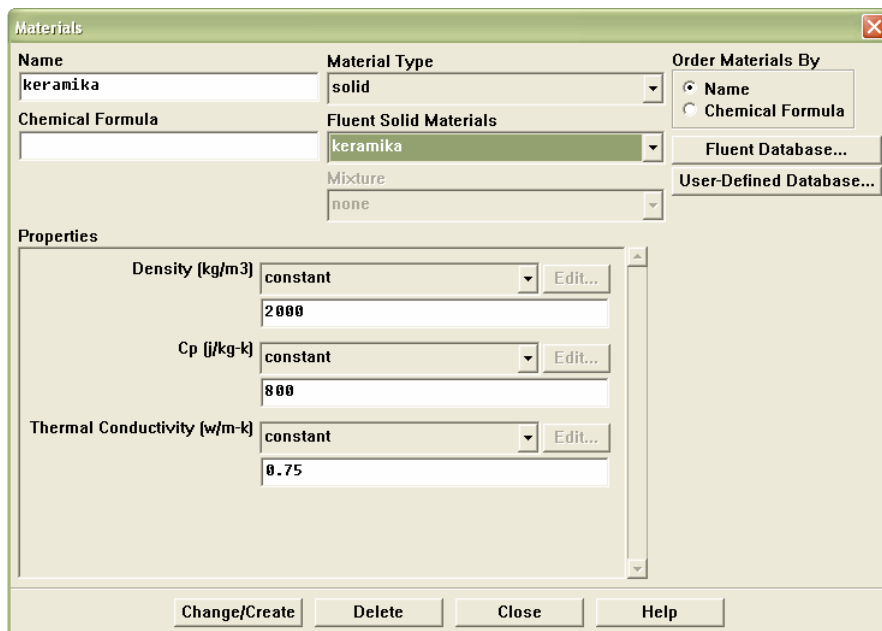 Materials
Name
keramika
Chemical Formula
Material Type
solid
Fluent Solid Materials
keramika
Mixture
none
Order Materials By
Name
Chemical Formula
Fluent Database...
User-Defined Database...
Properties
Density (kg/m3) constant Edit...
2000
Cp (j/kg-k) constant Edit...
800
Thermal Conductivity (w/m-k) constant Edit...
0.75
Change/Create Delete Close Help